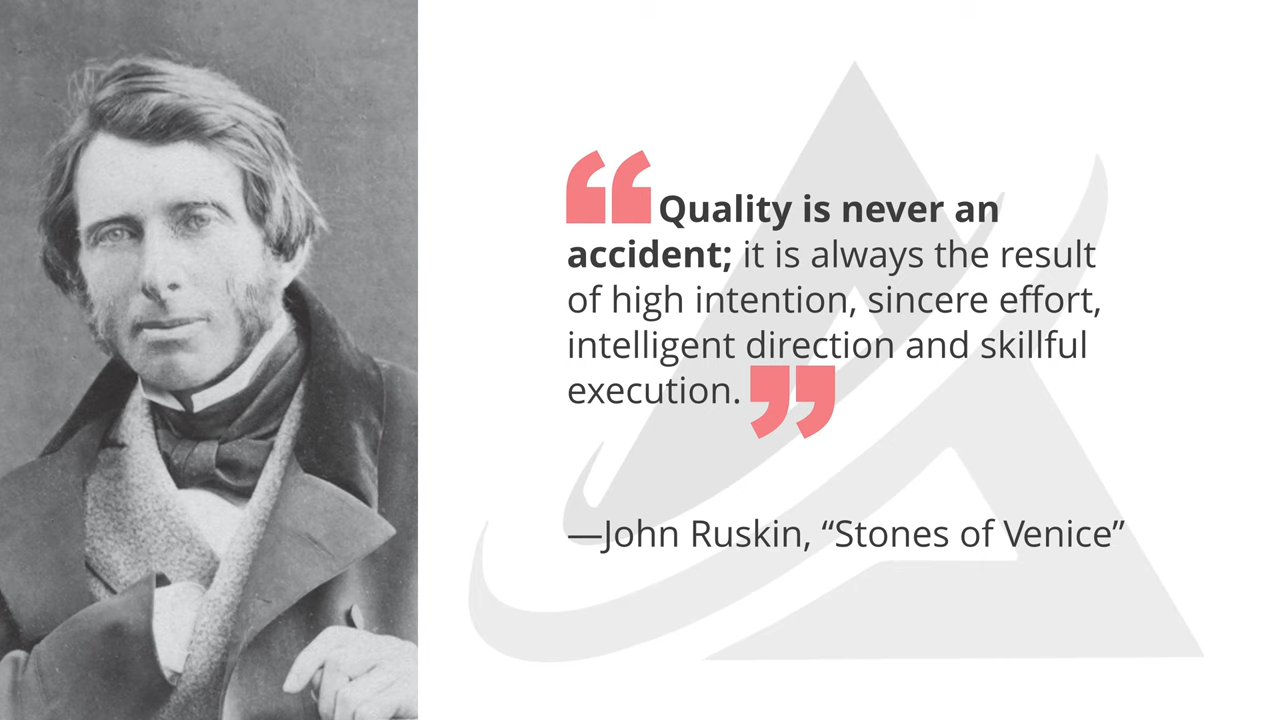 “Quality is never an
accident; it is always the result
of high intention, sincere effort,
intelligent direction and skillful
execution.”
—John Ruskin, “Stones of Venice”